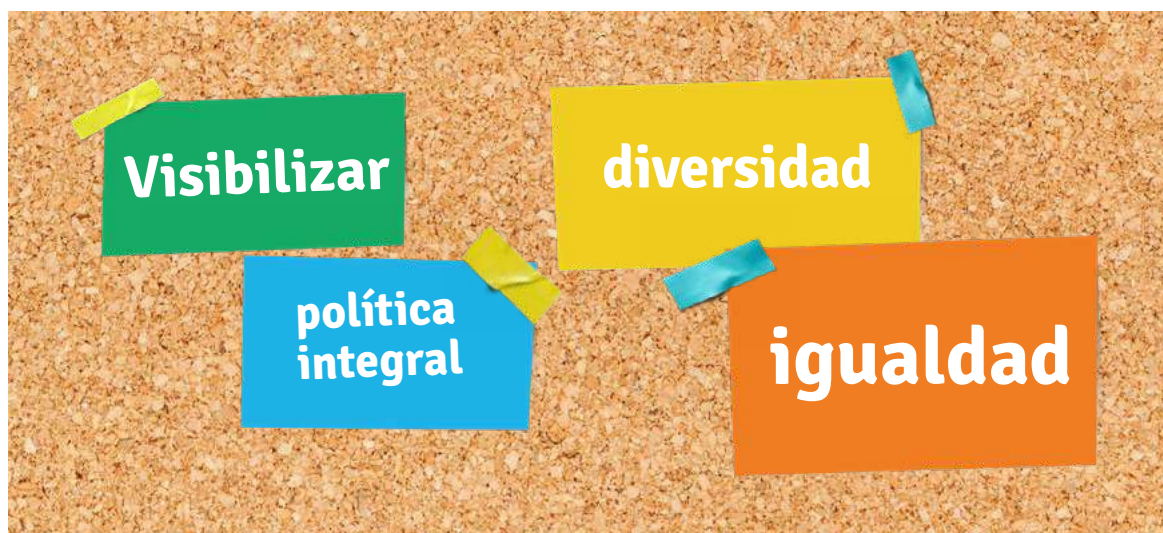 Visibilizar
diversidad
política
integral
igualdad